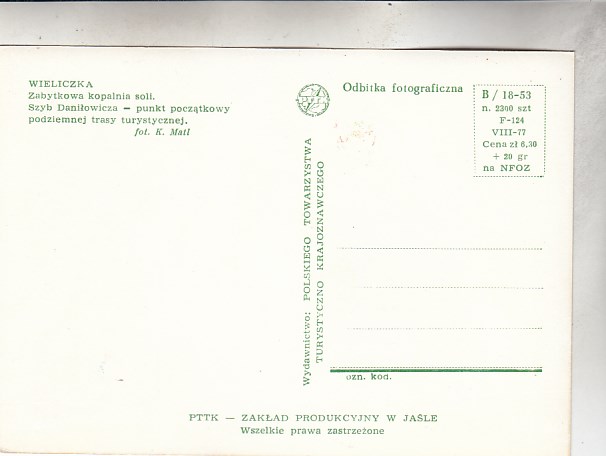 WIELICZKA
Zabytkowa kopalnia soli.
Szyb Daniłowicza — punkt początkowy
podziemnej trasy turystycznej.
fot. K. Matl
Wydawnictwo: POLSKIEGO TOWARZYSTWA
TURYSTYCZNO KRAJOZNAWCZEGO
Odbitka fotograficzna
B / 18-53
n. 2300 szt
F-124
VIII-77
Cena zł 6,30
+ 20 gr
na NFOZ
ozn. kod.
PTTK — ZAKŁAD PRODUKCYJNY W JAŚLE
Wszelkie prawa zastrzeżone